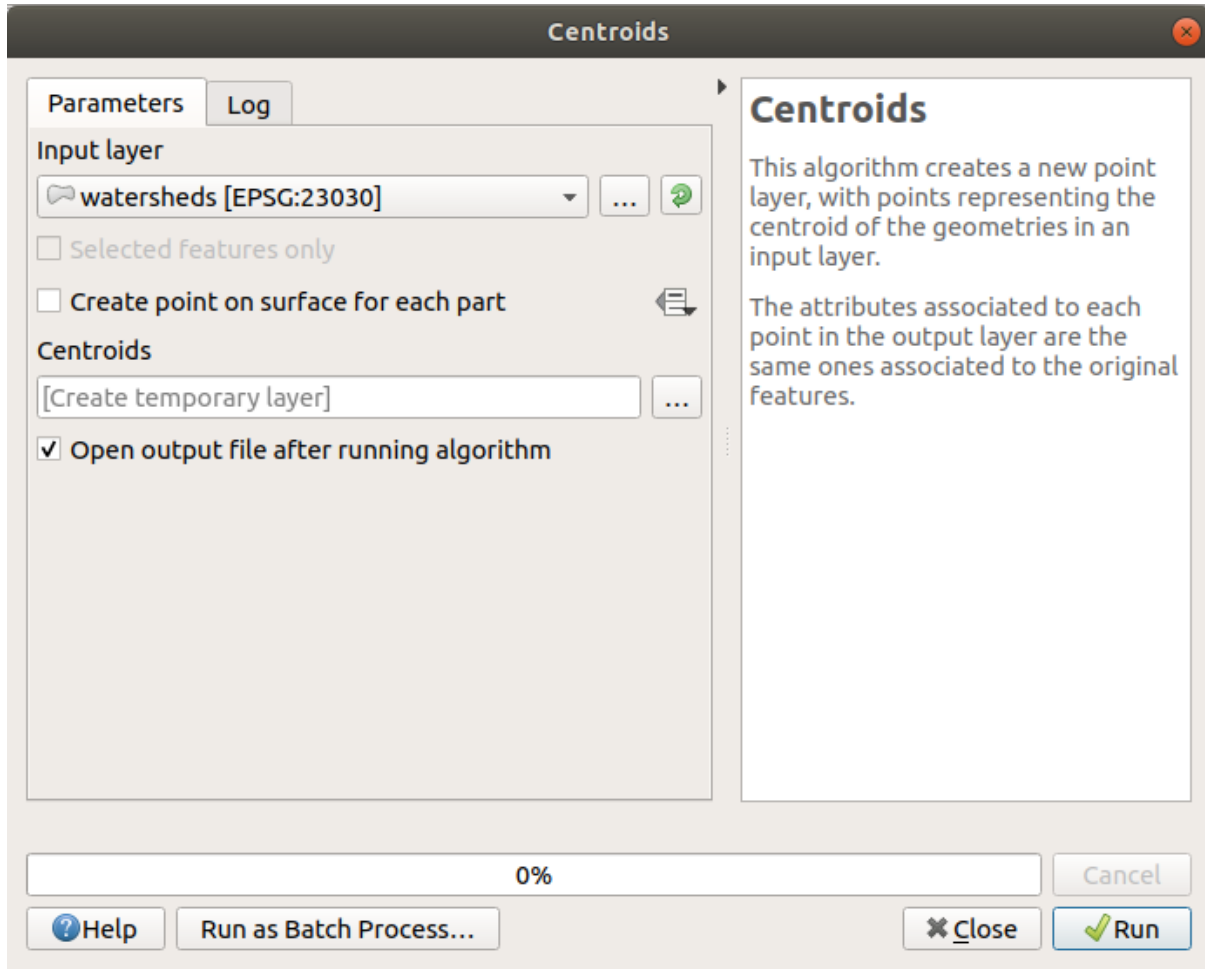 Centroids
Parameters
Log
Input layer
watersheds [EPSG:23030]
...
Selected features only
Create point on surface for each part
Centroids
[Create temporary layer]
...
Open output file after running algorithm
Centroids
This algorithm creates a new point
layer, with points representing the
centroid of the geometries in an
input layer.
The attributes associated to each
point in the output layer are the
same ones associated to the original
features.
0%
Cancel
Help
Run as Batch Process...
Close
Run